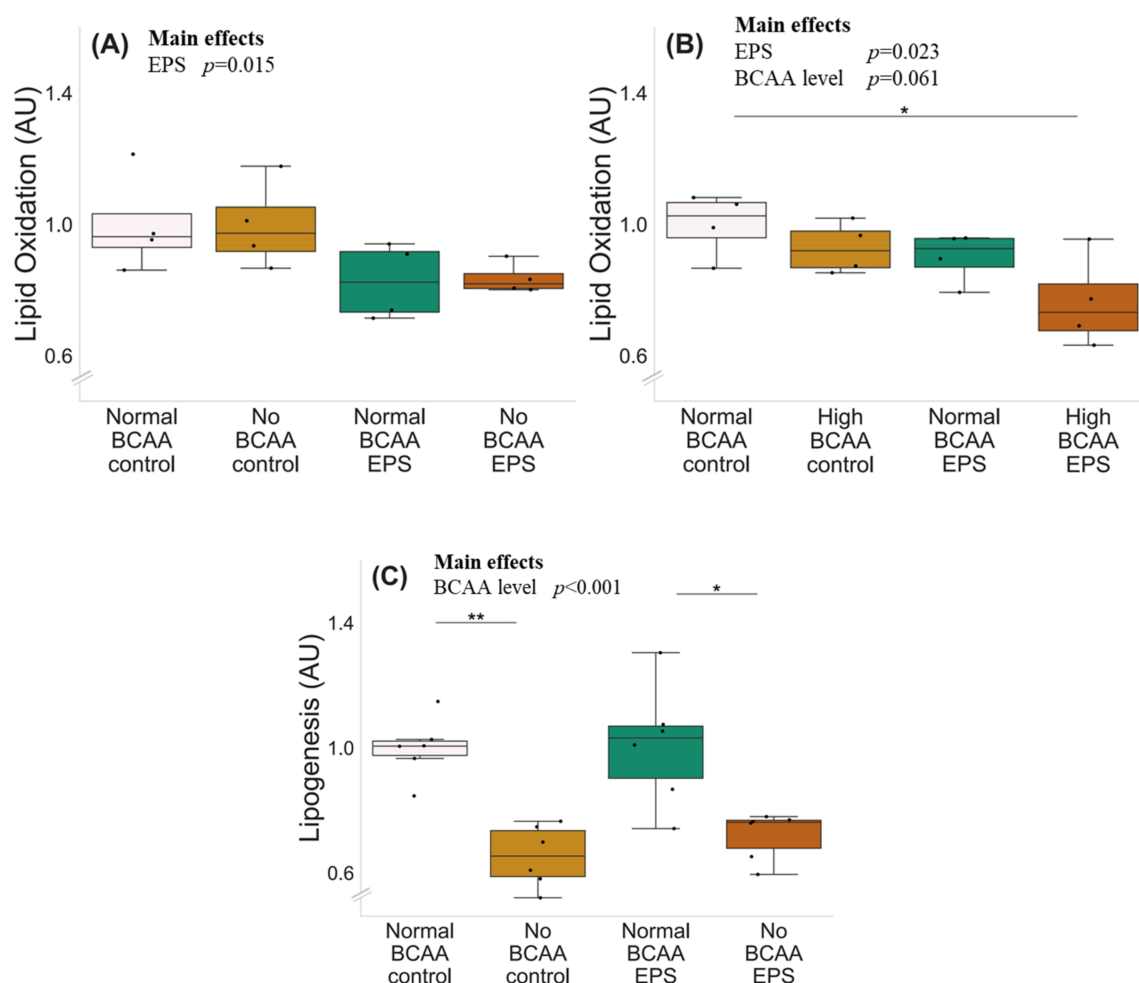 (A)
Main effects
EPS p=0.015
Lipid Oxidation (AU)
1.4
1.0
0.6
Normal
BCAA
control
No
BCAA
control
Normal
BCAA
EPS
No
BCAA
EPS
(B)
Main effects
EPS p=0.023
BCAA level p=0.061
*
Lipid Oxidation (AU)
1.4
1.0
0.6
Normal
BCAA
control
High
BCAA
control
Normal
BCAA
EPS
High
BCAA
EPS
(C)
Main effects
BCAA level p<0.001
**
*
Lipogenesis (AU)
1.4
1.0
0.6
Normal
BCAA
control
No
BCAA
control
Normal
BCAA
EPS
No
BCAA
EPS